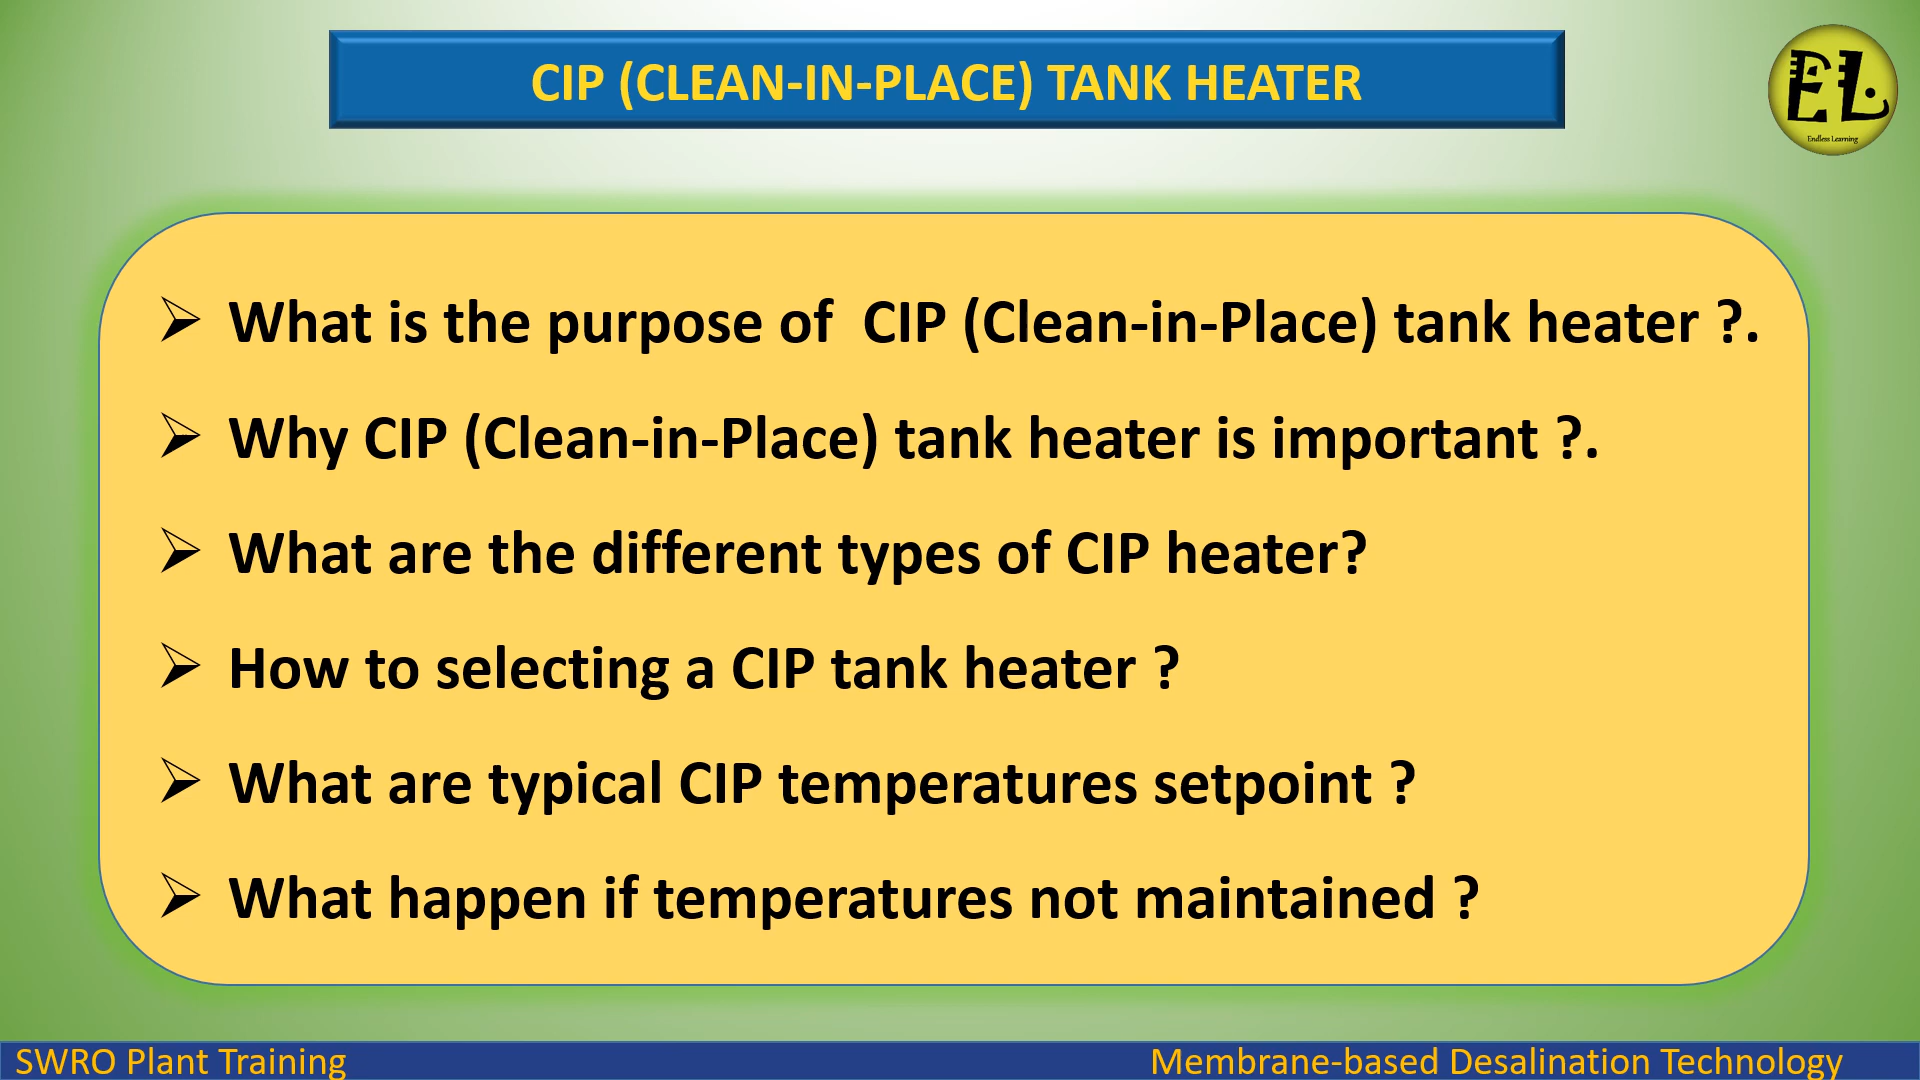 CIP (CLEAN-IN-PLACE) TANK HEATER
EL
Endless Learning
➢ What is the purpose of  CIP (Clean-in-Place) tank heater ?.
➢ Why CIP (Clean-in-Place) tank heater is important ?.
➢ What are the different types of CIP heater?
➢ How to selecting a CIP tank heater ?
➢ What are typical CIP temperatures setpoint ?
➢ What happen if temperatures not maintained ?
SWRO Plant Training
Membrane-based Desalination Technology